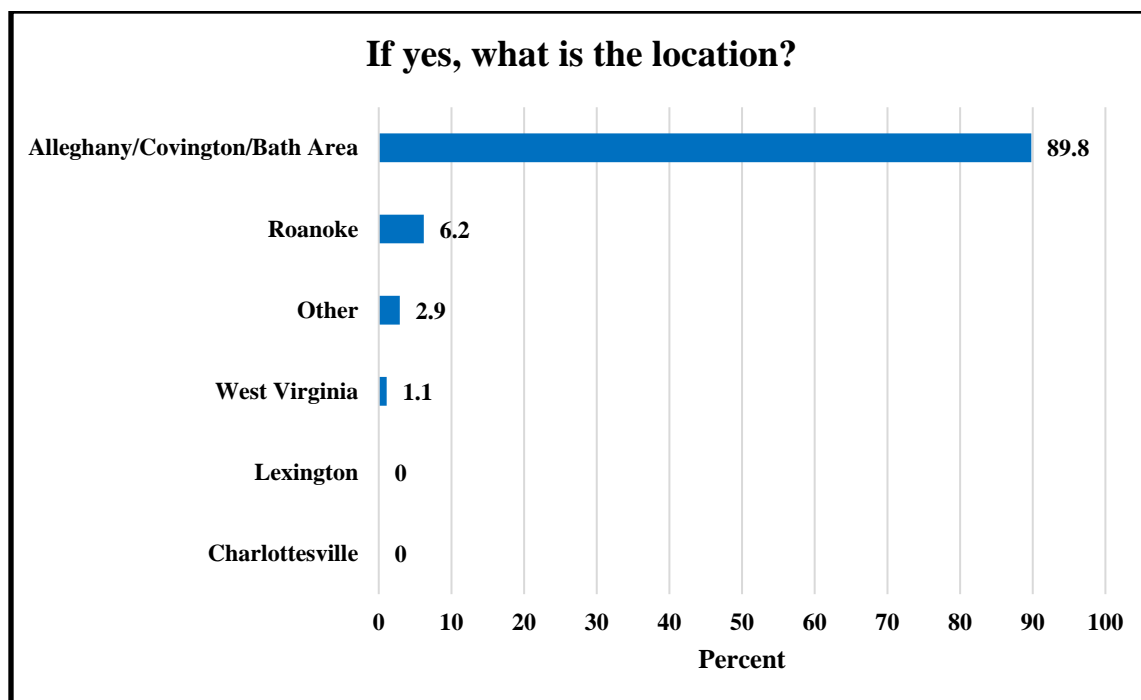 If yes, what is the location?
Alleghany/Covington/Bath Area 89.8
Roanoke 6.2
Other 2.9
West Virginia 1.1
Lexington 0
Charlottesville 0
0 10 20 30 40 50 60 70 80 90 100
Percent